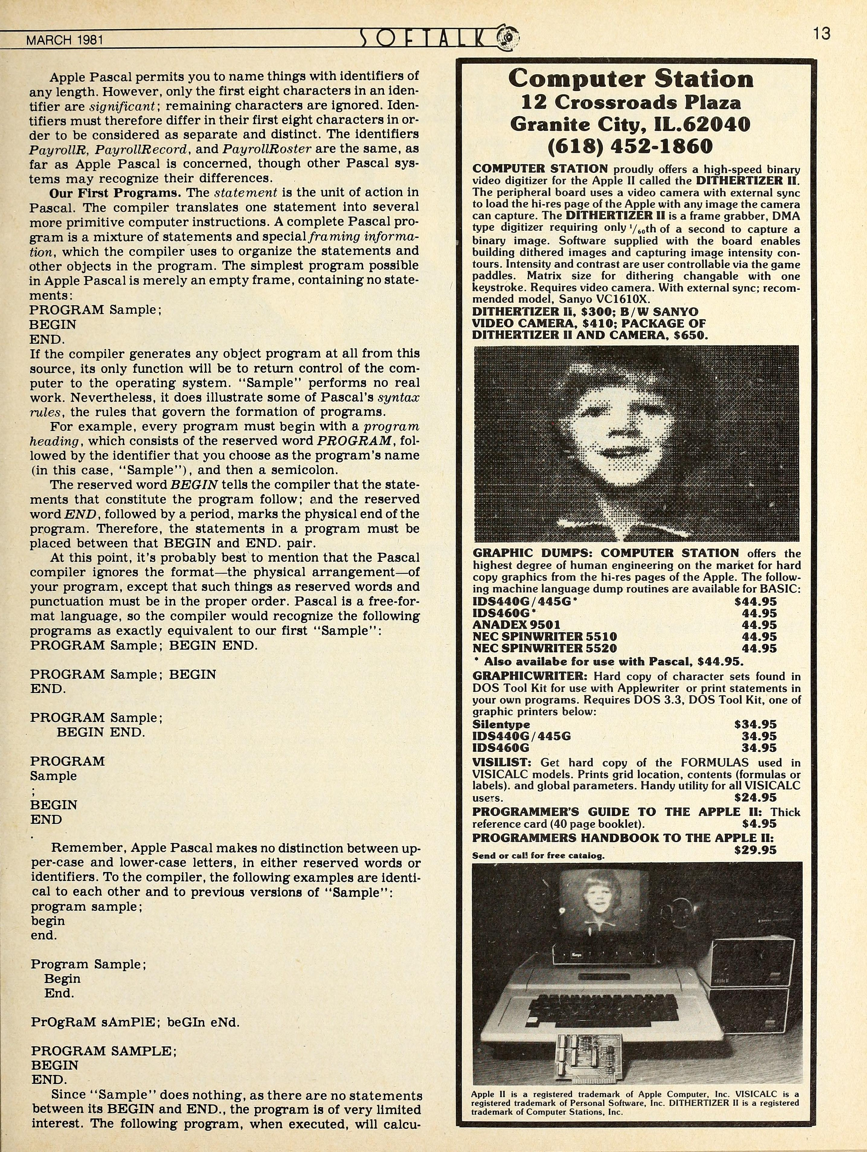 MARCH 1981
SOFTALK
13
Apple Pascal permits you to name things with identifiers of
any length. However, only the first eight characters in an iden-
tifier are significant; remaining characters are ignored. Iden-
tifiers must therefore differ in their first eight characters in or-
der to be considered as separate and distinct. The identifiers
PayrollR, PayrollRecord, and PayrollRoster are the same, as
far as Apple Pascal is concerned, though other Pascal sys-
tems may recognize their differences.
Our First Programs. The statement is the unit of action in
Pascal. The compiler translates one statement into several
more primitive computer instructions. A complete Pascal pro-
gram is a mixture of statements and special framing informa-
tion, which the compiler uses to organize the statements and
other objects in the program. The simplest program possible
in Apple Pascal is merely an empty frame, containing no state-
ments:
PROGRAM Sample;
BEGIN
END.
If the compiler generates any object program at all from this
source, its only function will be to return control of the com-
puter to the operating system. "Sample" performs no real
work. Nevertheless, it does illustrate some of Pascal's syntax
rules, the rules that govern the formation of programs.
For example, every program must begin with a program
heading, which consists of the reserved word PROGRAM, fol-
lowed by the identifier that you choose as the program's name
(in this case, "Sample"), and then a semicolon.
The reserved word BEGIN tells the compiler that the state-
ments that constitute the program follow; and the reserved
word END, followed by a period, marks the physical end of the
program. Therefore, the statements in a program must be
placed between that BEGIN and END. pair.
At this point, it's probably best to mention that the Pascal
compiler ignores the format—the physical arrangement—of
your program, except that such things as reserved words and
punctuation must be in the proper order. Pascal is a free-for-
mat language, so the compiler would recognize the following
programs as exactly equivalent to our first "Sample":
PROGRAM Sample; BEGIN END.
PROGRAM Sample; BEGIN
END.
PROGRAM Sample;
BEGIN END.
PROGRAM
Sample
;
BEGIN
END
.
Remember, Apple Pascal makes no distinction between up-
per-case and lower-case letters, in either reserved words or
identifiers. To the compiler, the following examples are identi-
cal to each other and to previous versions of "Sample":
program sample;
begin
end.
Program Sample;
Begin
End.
PrOgRaM sAmPlE; beGIn eNd.
PROGRAM SAMPLE;
BEGIN
END.
Since "Sample" does nothing, as there are no statements
between its BEGIN and END., the program is of very limited
interest. The following program, when executed, will calcu-
Computer Station
12 Crossroads Plaza
Granite City, IL.62040
(618) 452-1860
COMPUTER STATION proudly offers a high-speed binary
video digitizer for the Apple II called the DITHERTIZER II.
The peripheral board uses a video camera with external sync
to load the hi-res page of the Apple with any image the camera
can capture. The DITHERTIZER II is a frame grabber, DMA
type digitizer requiring only 1/60th of a second to capture a
binary image. Software supplied with the board enables
building dithered images and capturing image intensity con-
tours. Intensity and contrast are user controllable via the game
paddles. Matrix size for dithering changable with one
keystroke. Requires video camera. With external sync; recom-
mended model, Sanyo VC1610X.
DITHERTIZER II, $300; B/W SANYO
VIDEO CAMERA, $410; PACKAGE OF
DITHERTIZER II AND CAMERA, $650.
GRAPHIC DUMPS: COMPUTER STATION offers the
highest degree of human engineering on the market for hard
copy graphics from the hi-res pages of the Apple. The follow-
ing machine language dump routines are available for BASIC:
IDS440G/445G* $44.95
IDS460G* 44.95
ANADEX 9501 44.95
NEC SPINWRITER 5510 44.95
NEC SPINWRITER 5520 44.95
* Also availabe for use with Pascal, $44.95.
GRAPHICWRITER: Hard copy of character sets found in
DOS Tool Kit for use with Applewriter or print statements in
your own programs. Requires DOS 3.3, DOS Tool Kit, one of
graphic printers below:
Silentype $34.95
IDS440G/445G 34.95
IDS460G 34.95
VISILIST: Get hard copy of the FORMULAS used in
VISICALC models. Prints grid location, contents (formulas or
labels). and global parameters. Handy utility for all VISICALC
users. $24.95
PROGRAMMER'S GUIDE TO THE APPLE II: Thick
reference card (40 page booklet). $4.95
PROGRAMMERS HANDBOOK TO THE APPLE II:
$29.95
Send or call for free catalog.
Apple II is a registered trademark of Apple Computer, Inc. VISICALC is a
registered trademark of Personal Software, Inc. DITHERTIZER II is a registered
trademark of Computer Stations, Inc.